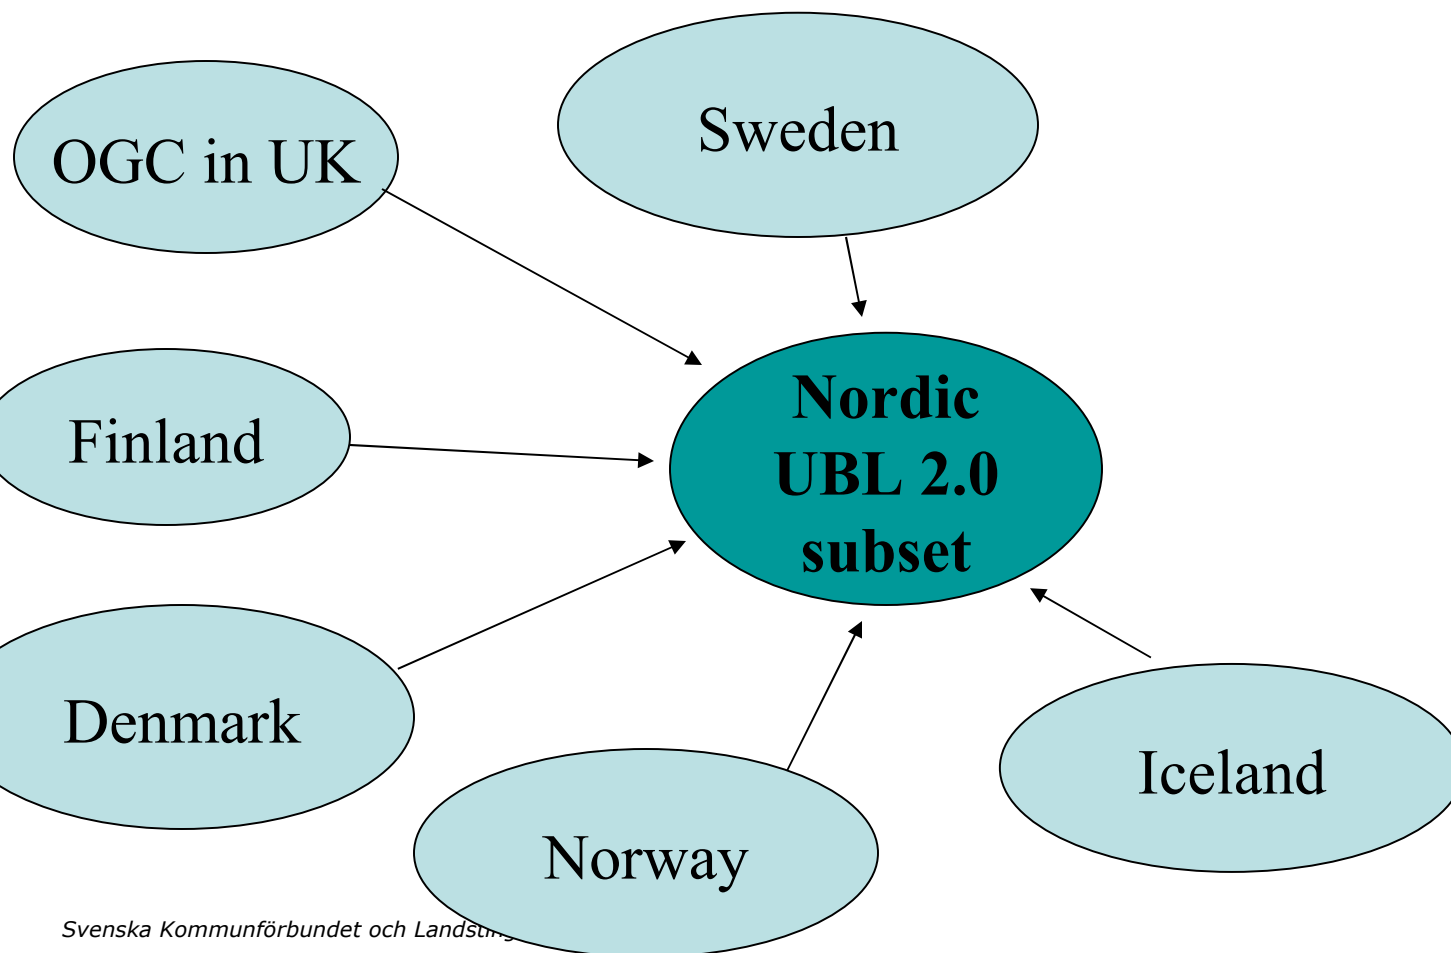 Sweden
OGC in UK
Nordic
UBL 2.0
subset
Finland
Denmark
Iceland
Norway
Svenska Kommunförbundet och